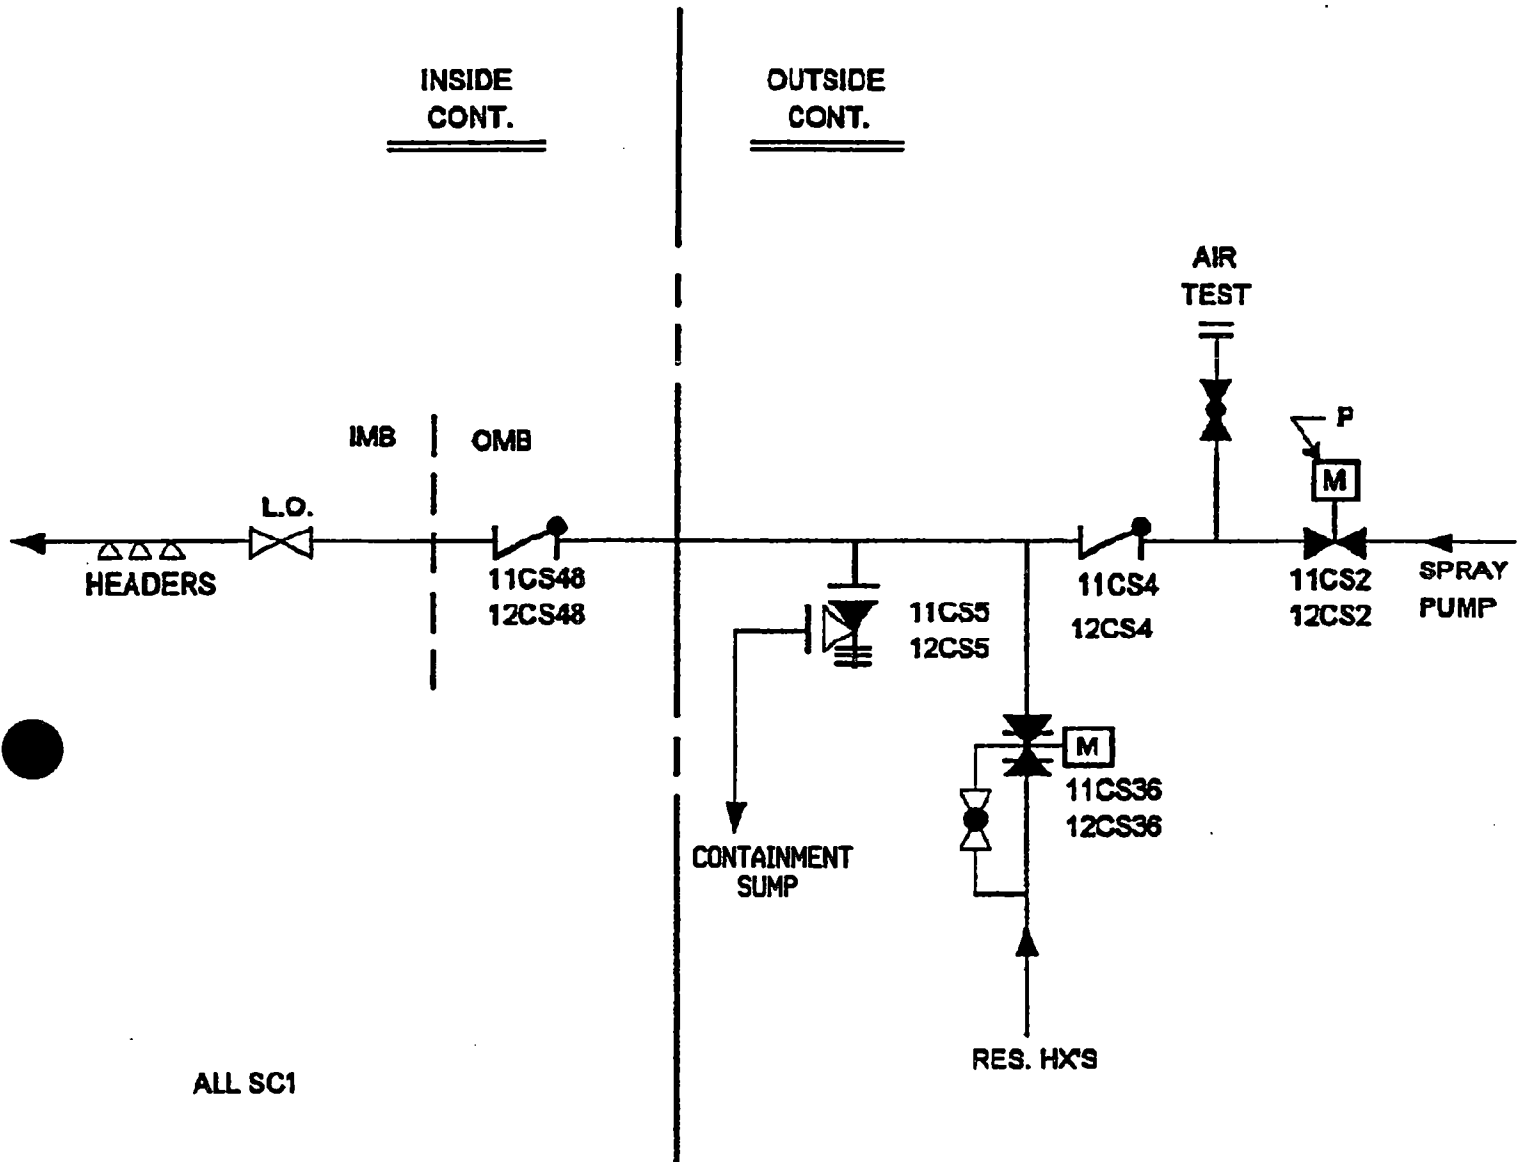 INSIDE
CONT.
OUTSIDE
CONT.
AIR
TEST
P
M
IMB
OMB
L.O.
HEADERS
11CS48
12CS48
11CS5
12CS5
11CS4
12CS4
11CS2
12CS2
SPRAY
PUMP
M
11CS36
12CS36
CONTAINMENT
SUMP
RES. HX'S
ALL SC1